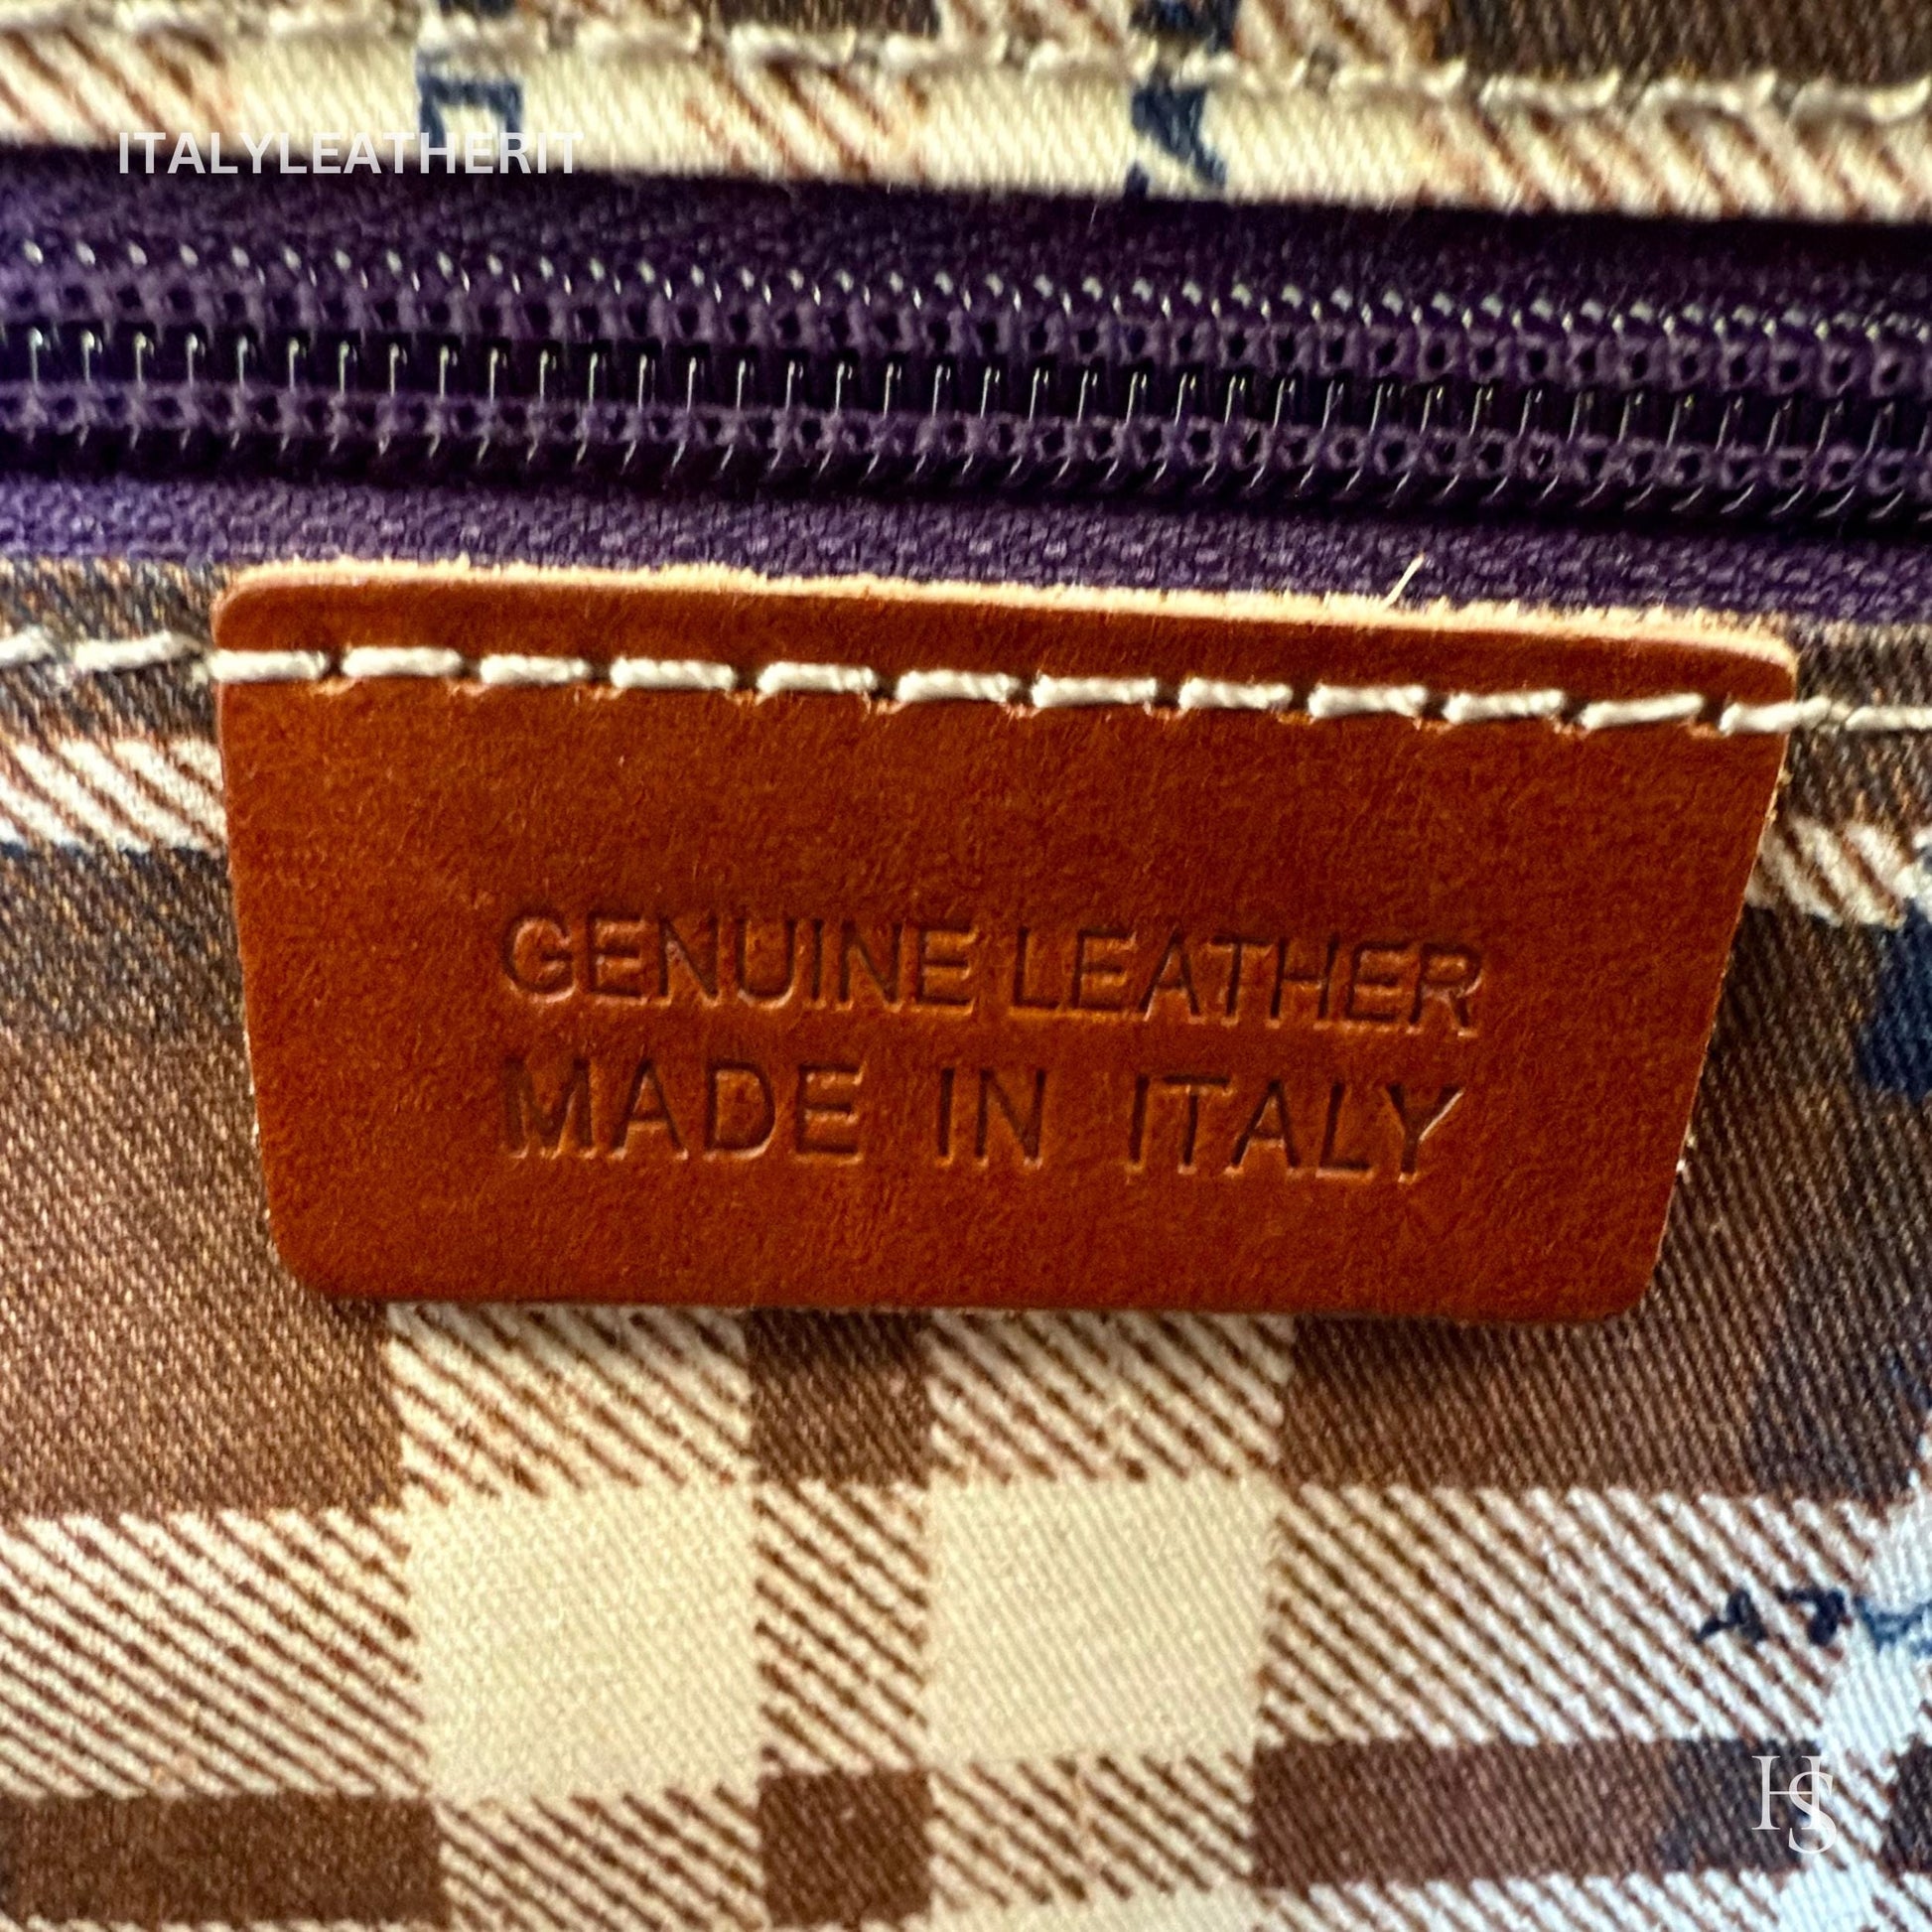 ITALYLEATHERIT
GENUINE LEATHER
MADE IN ITALY
HS